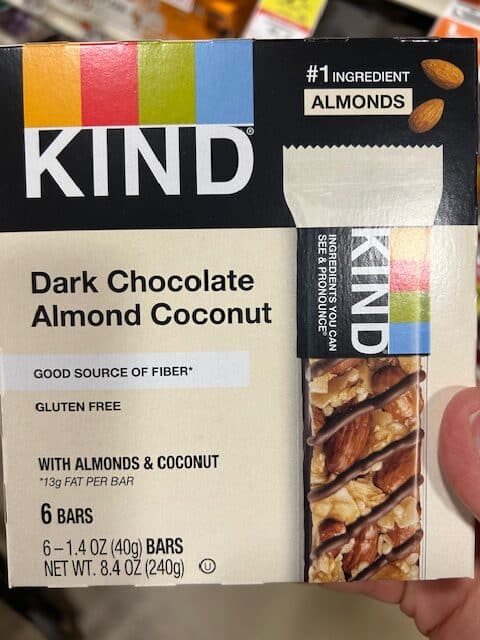 #1 INGREDIENT
ALMONDS
KIND®
KIND
INGREDIENTS YOU CAN
SEE & PRONOUNCE®
Dark Chocolate
Almond Coconut
GOOD SOURCE OF FIBER*
GLUTEN FREE
WITH ALMONDS & COCONUT
*13g FAT PER BAR
6 BARS
6–1.4 OZ (40g) BARS
NET WT. 8.4 OZ (240g) U